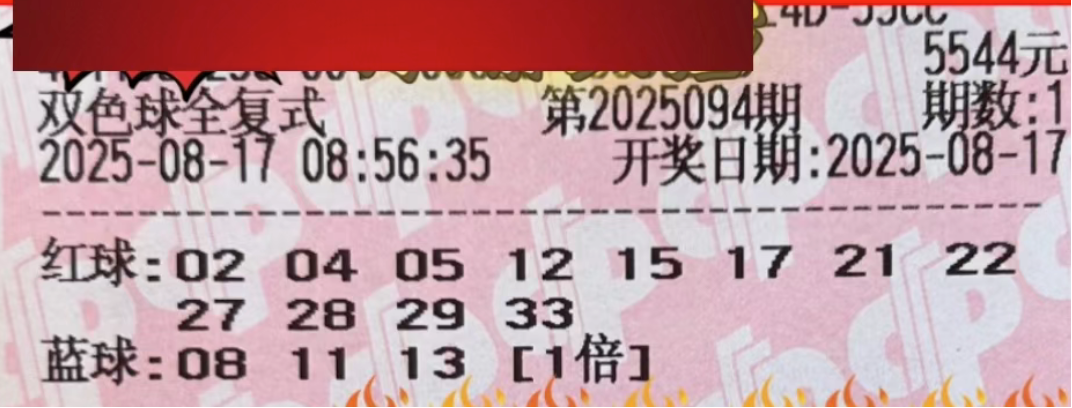 5544元
双色球全复式 第2025094期 期数:1
2025-08-17 08:56:35 开奖日期:2025-08-17
红球:02 04 05 12 15 17 21 22
27 28 29 33
蓝球:08 11 13 [1倍]